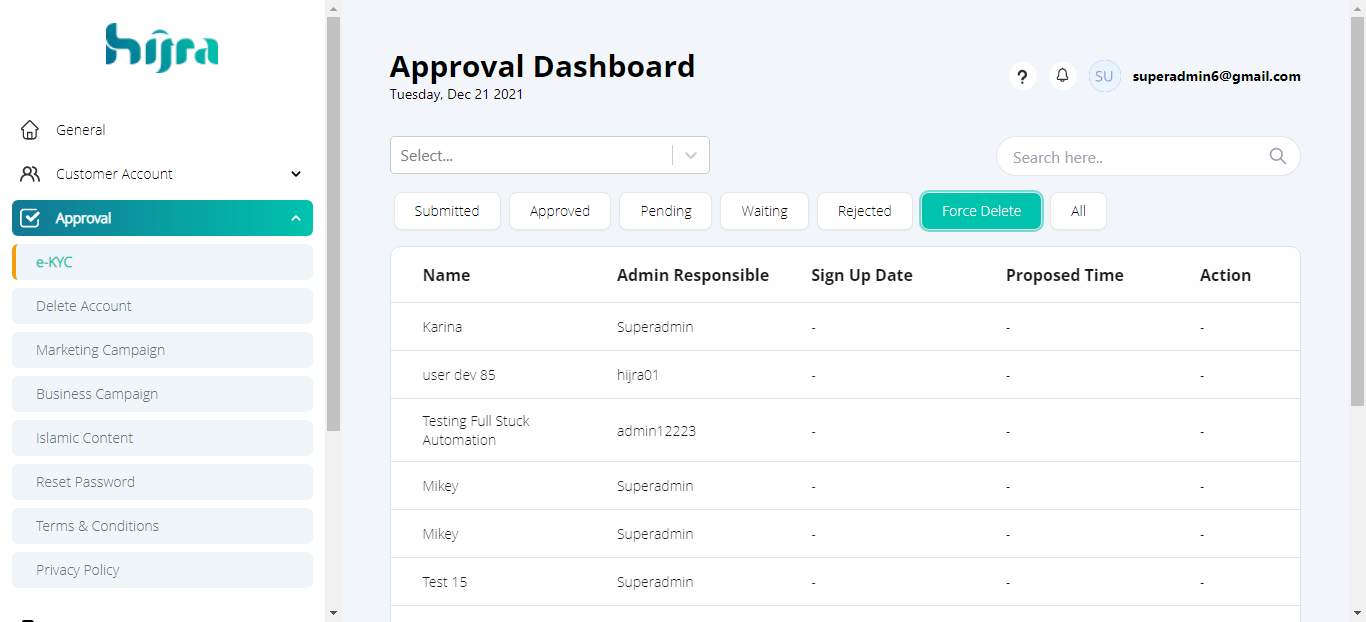 hijra
General
Customer Account
Approval
e-KYC
Delete Account
Marketing Campaign
Business Campaign
Islamic Content
Reset Password
Terms & Conditions
Privacy Policy
Approval Dashboard
Tuesday, Dec 21 2021
? SU superadmin6@gmail.com
Select... Search here..
Submitted Approved Pending Waiting Rejected Force Delete All
Name Admin Responsible Sign Up Date Proposed Time Action
Karina Superadmin - - -
user dev 85 hijra01 - - -
Testing Full Stuck
Automation admin12223 - - -
Mikey Superadmin - - -
Mikey Superadmin - - -
Test 15 Superadmin - - -